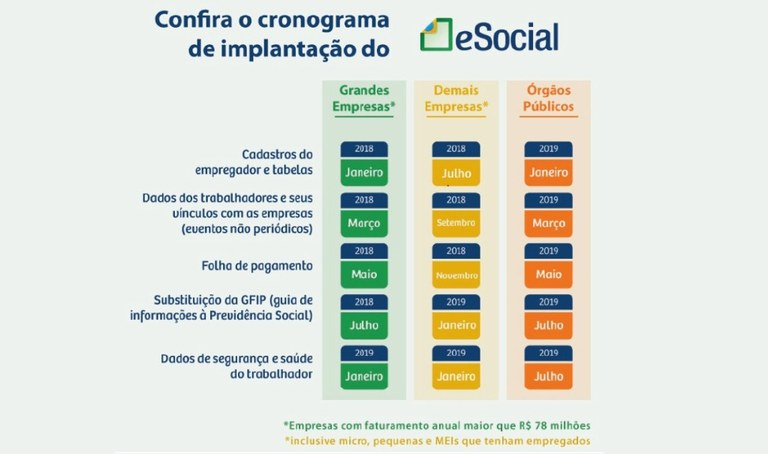 Confira o cronograma
de implantação do
eSocial
Grandes
Empresas*
Demais
Empresas*
Órgãos
Públicos
Cadastros do
empregador e tabelas
2018
Janeiro
2018
Julho
2019
Janeiro
Dados dos trabalhadores e seus
vínculos com as empresas
(eventos não periódicos)
2018
Março
2018
Setembro
2019
Março
Folha de pagamento
2018
Maio
2018
Novembro
2019
Maio
Substituição da GFIP (guia de
informações à Previdência Social)
2018
Julho
2019
Janeiro
2019
Julho
Dados de segurança e saúde
do trabalhador
2019
Janeiro
2019
Janeiro
2019
Julho
*Empresas com faturamento anual maior que R$ 78 milhões
*inclusive micro, pequenas e MEIs que tenham empregados